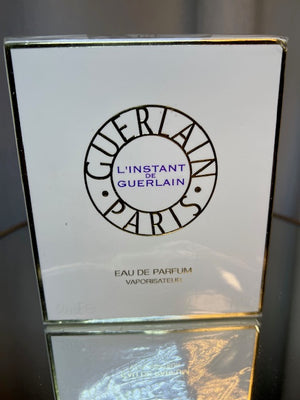 GUERLAIN
L'INSTANT
DE
GUERLAIN
PARIS
EAU DE PARFUM
VAPORISATEUR